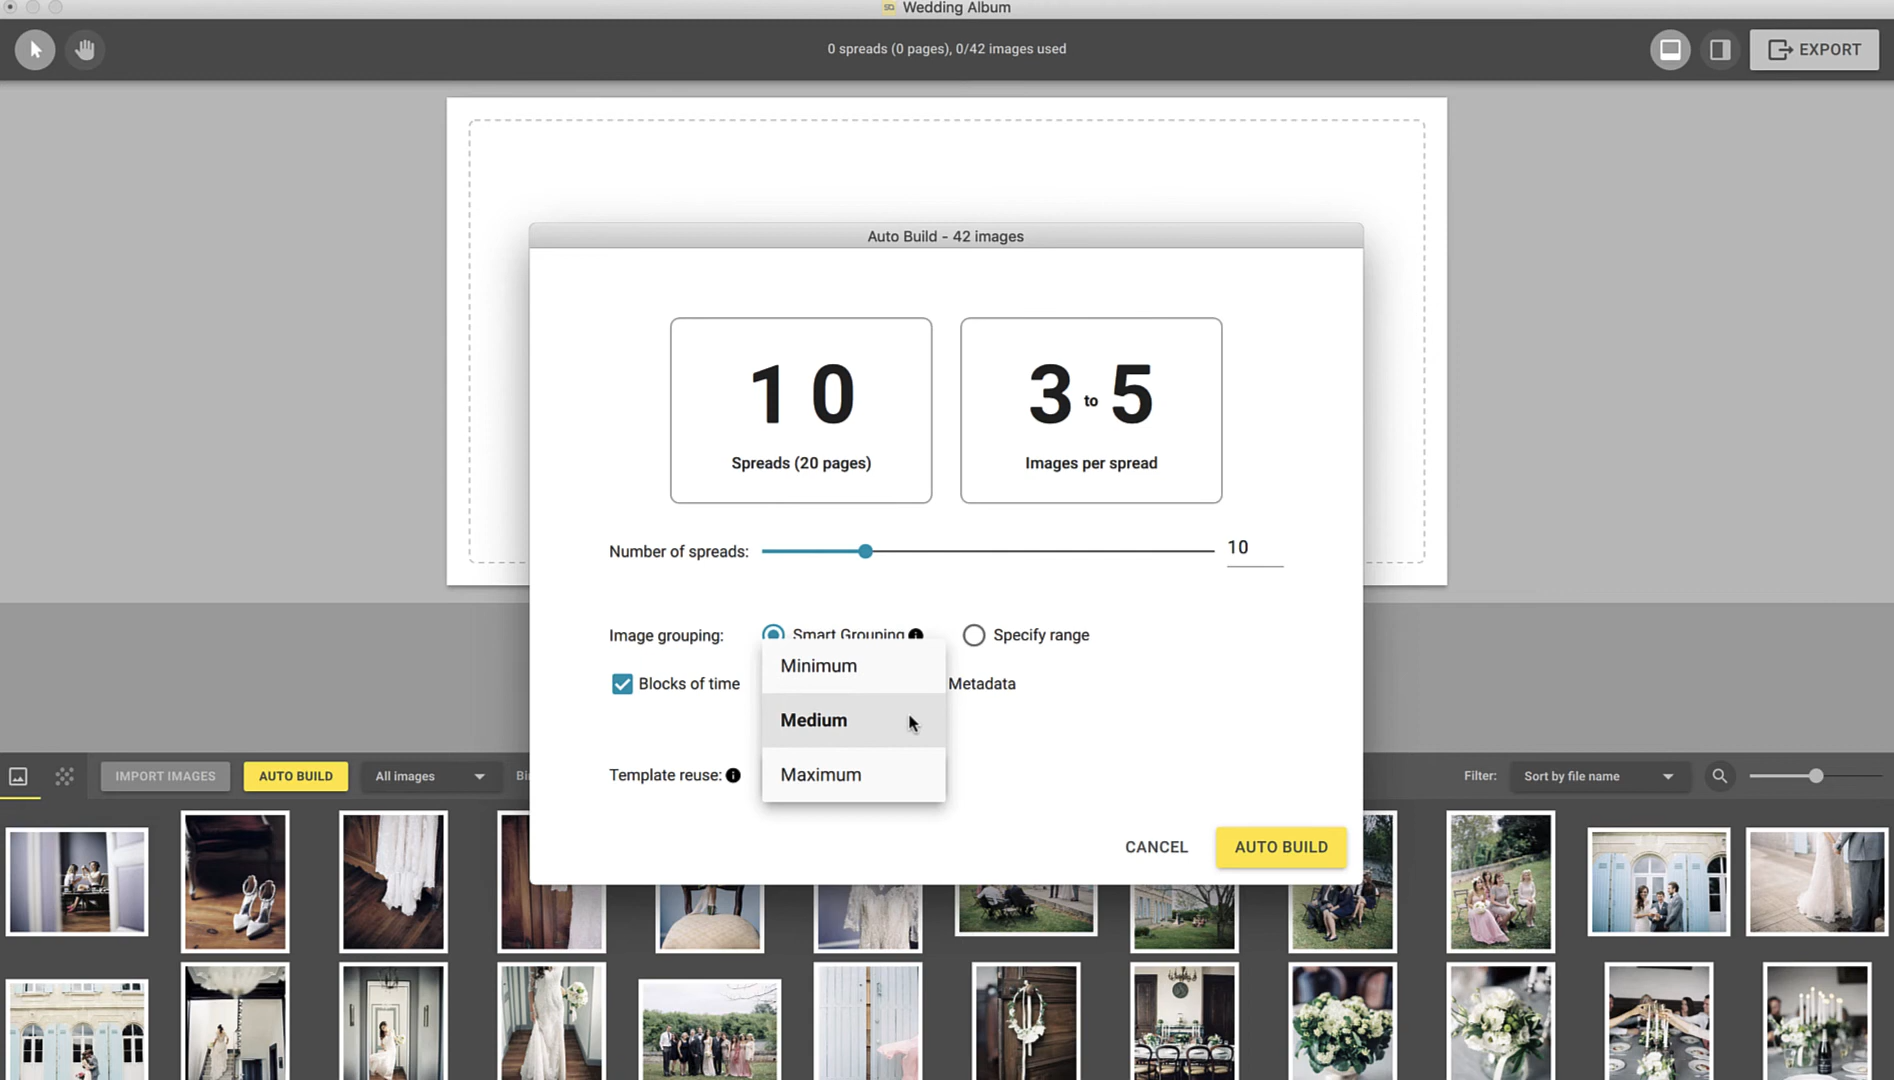 Wedding Album
0 spreads (0 pages), 0/42 images used
EXPORT
Auto Build - 42 images
10
Spreads (20 pages)
3 to 5
Images per spread
Number of spreads:
10
Image grouping:
Smart Grouping
Specify range
Minimum
Blocks of time
Metadata
Medium
Template reuse:
Maximum
CANCEL
AUTO BUILD
IMPORT IMAGES
AUTO BUILD
All images
Filter:
Sort by file name